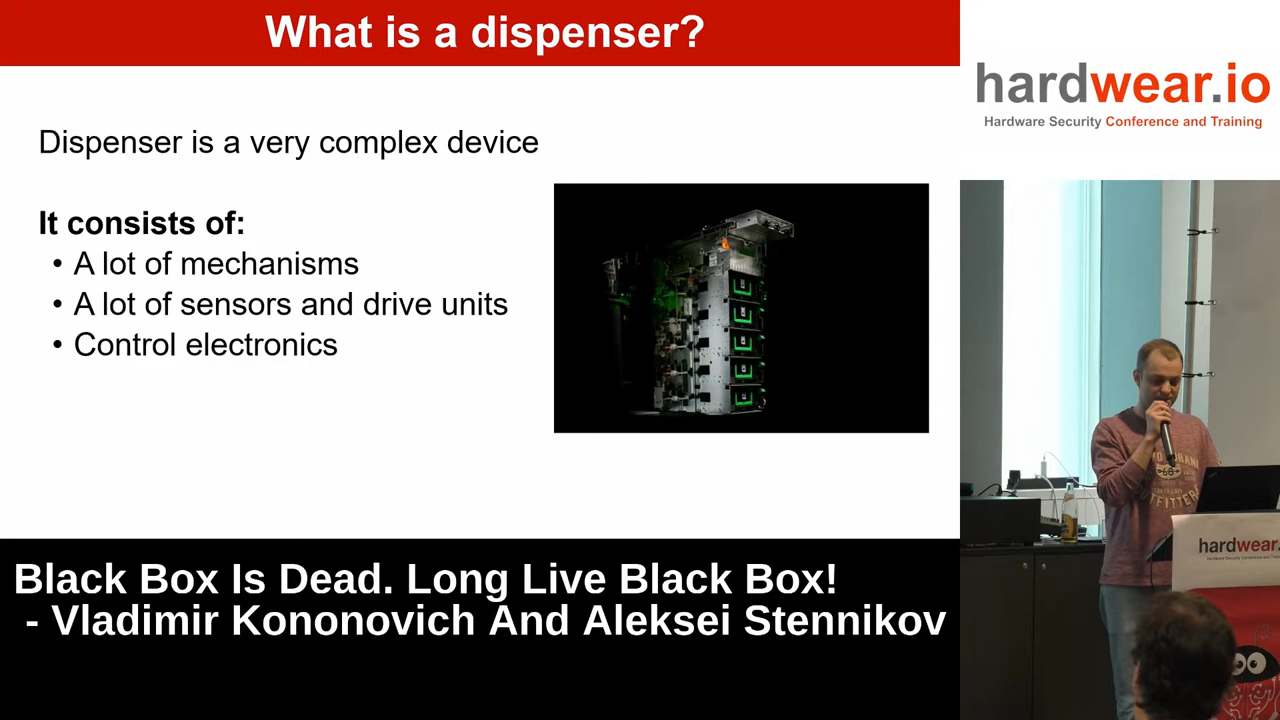 What is a dispenser?
hardwear.io
Hardware Security Conference and Training
Dispenser is a very complex device
It consists of:
• A lot of mechanisms
• A lot of sensors and drive units
• Control electronics
OUTFITTERS
hardwear.
Black Box Is Dead. Long Live Black Box!
- Vladimir Kononovich And Aleksei Stennikov